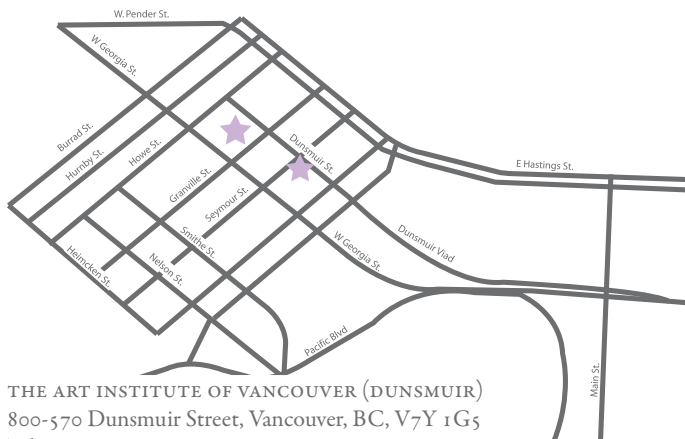 W. Pender St.
W Georgia St.
Burrad St.
Hurnby St.
Howe St.
Granville St.
Seymour St.
Dunsmuir St.
Smithe St.
Nelson St.
Heimcken St.
W Georgia St.
Dunsmuir Viad
E Hastings St.
Pacific Blvd
Main St.
THE ART INSTITUTE OF VANCOUVER (DUNSMUIR)
800-570 Dunsmuir Street, Vancouver, BC, V7Y 1G5